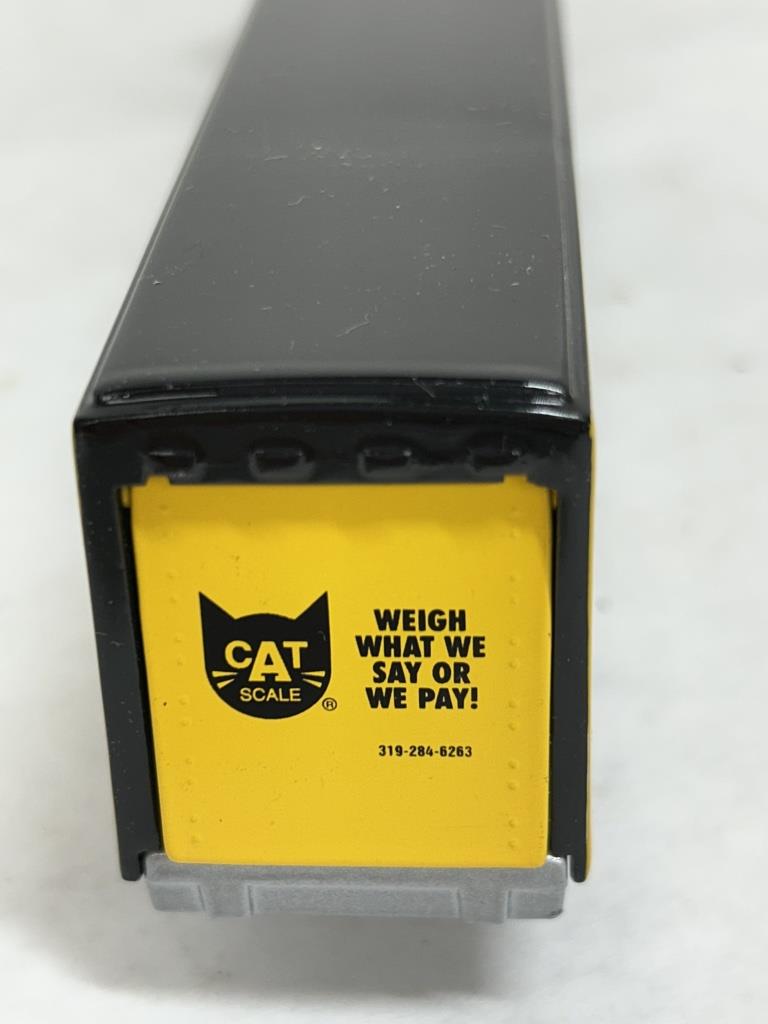 CAT
SCALE
®
WEIGH
WHAT WE
SAY OR
WE PAY!
319-284-6263